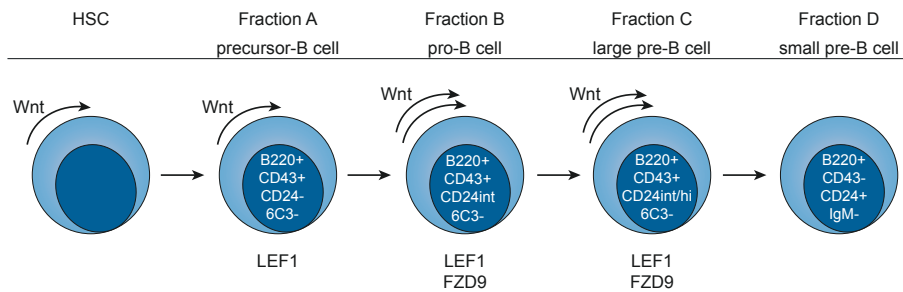 HSC
Fraction A
precursor-B cell
Fraction B
pro-B cell
Fraction C
large pre-B cell
Fraction D
small pre-B cell
Wnt
Wnt
B220+
CD43+
CD24-
6C3-
LEF1
Wnt
B220+
CD43+
CD24int
6C3-
LEF1
FZD9
Wnt
B220+
CD43+
CD24int/hi
6C3-
LEF1
FZD9
B220+
CD43-
CD24+
IgM-